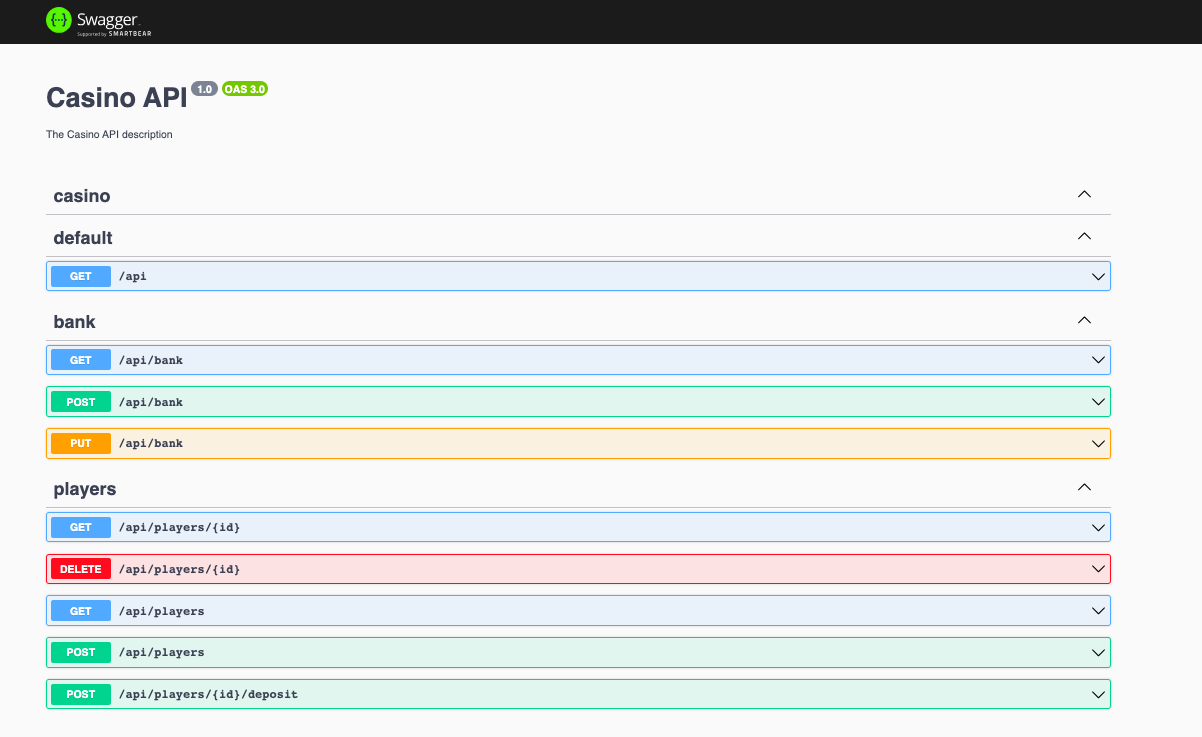 Swagger
Supported by SMARTBEAR
Casino API 1.0 OAS 3.0
The Casino API description
casino
default
GET /api
bank
GET /api/bank
POST /api/bank
PUT /api/bank
players
GET /api/players/{id}
DELETE /api/players/{id}
GET /api/players
POST /api/players
POST /api/players/{id}/deposit